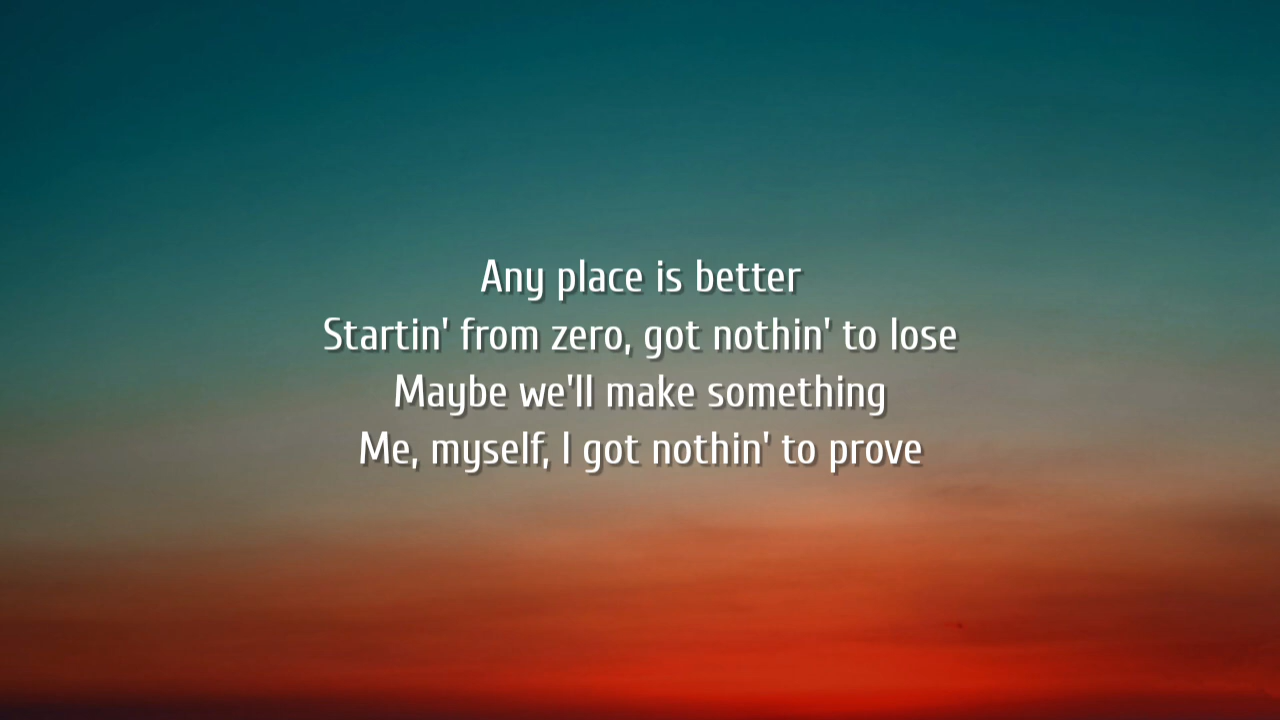 Any place is better
Startin' from zero, got nothin' to lose
Maybe we'll make something
Me, myself, I got nothin' to prove